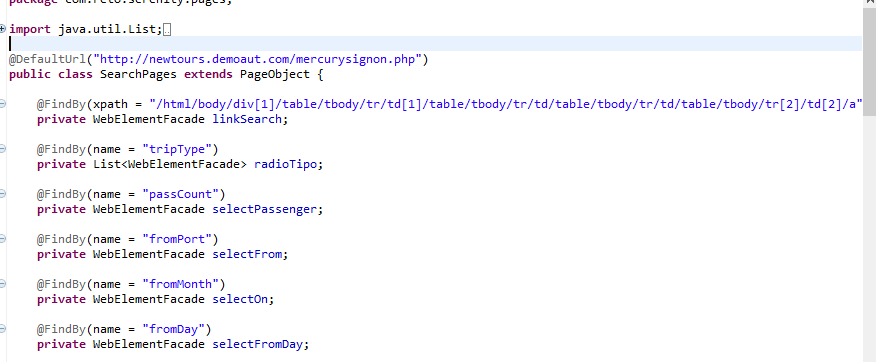 package com.reto.serenity.pages;
import java.util.List;
@DefaultUrl("http://newtours.demoaut.com/mercurysignon.php")
public class SearchPages extends PageObject {
@FindBy(xpath = "/html/body/div[1]/table/tbody/tr/td[1]/table/tbody/tr/td/table/tbody/tr/td/table/tbody/tr[2]/td[2]/a"
private WebElementFacade linkSearch;
@FindBy(name = "tripType")
private List<WebElementFacade> radioTipo;
@FindBy(name = "passCount")
private WebElementFacade selectPassenger;
@FindBy(name = "fromPort")
private WebElementFacade selectFrom;
@FindBy(name = "fromMonth")
private WebElementFacade selectOn;
@FindBy(name = "fromDay")
private WebElementFacade selectFromDay;